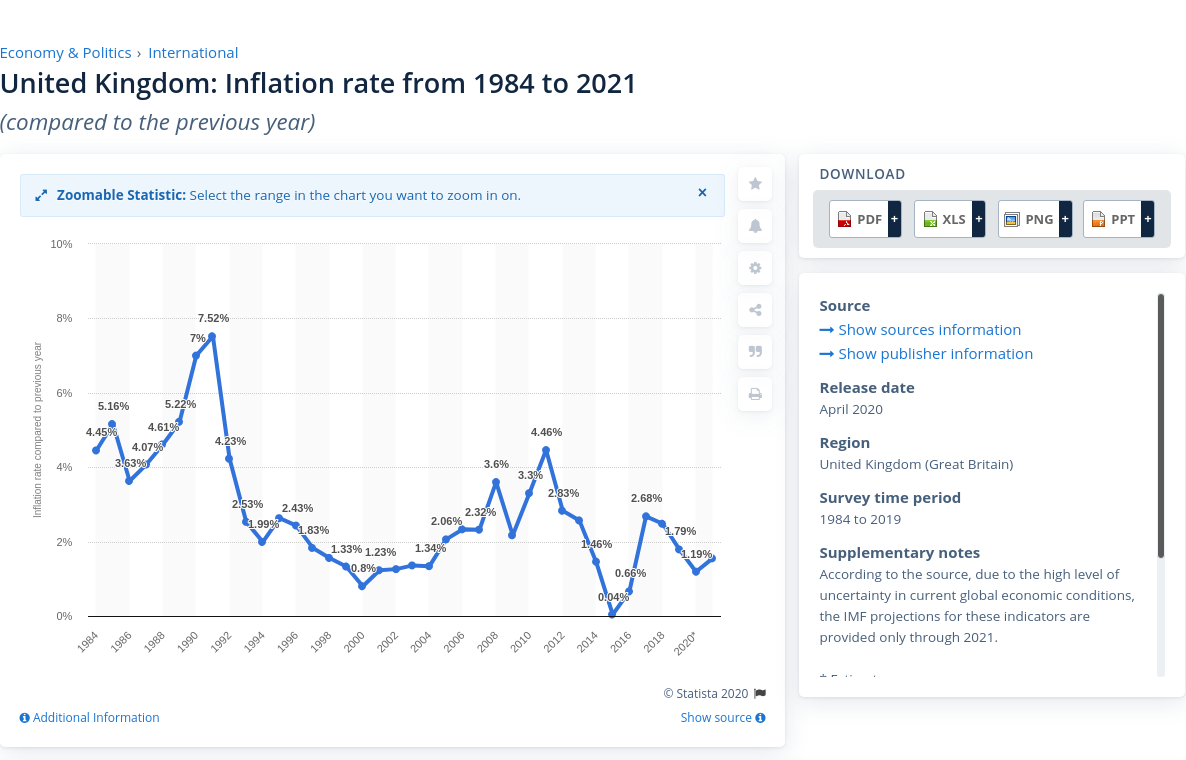 Economy & Politics › International
United Kingdom: Inflation rate from 1984 to 2021
(compared to the previous year)
Zoomable Statistic: Select the range in the chart you want to zoom in on. ×
Inflation rate compared to previous year
10%
8%
6%
4%
2%
0%
4.45%
5.16%
3.63%
4.07%
4.61%
5.22%
7%
7.52%
4.23%
2.53%
1.99%
2.43%
1.83%
1.33%
0.8%
1.23%
1.34%
2.06%
2.32%
3.6%
3.3%
4.46%
2.83%
1.46%
0.04%
0.66%
2.68%
1.79%
1.19%
1984 1986 1988 1990 1992 1994 1996 1998 2000 2002 2004 2006 2008 2010 2012 2014 2016 2018 2020*
© Statista 2020
Additional Information Show source
DOWNLOAD
PDF + XLS + PNG + PPT +
Source
Show sources information
Show publisher information
Release date
April 2020
Region
United Kingdom (Great Britain)
Survey time period
1984 to 2019
Supplementary notes
According to the source, due to the high level of
uncertainty in current global economic conditions,
the IMF projections for these indicators are
provided only through 2021.